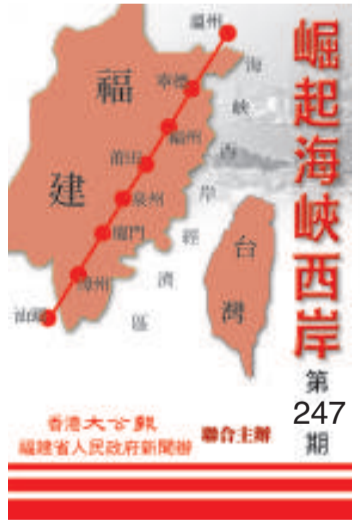 崛起海峽西岸
第
247
期
溫州
寧德
福州
莆田
泉州
廈門
漳州
汕頭
福建
海峽西岸經濟區
台灣
香港大公報
福建省人民政府新聞辦
聯合主辦